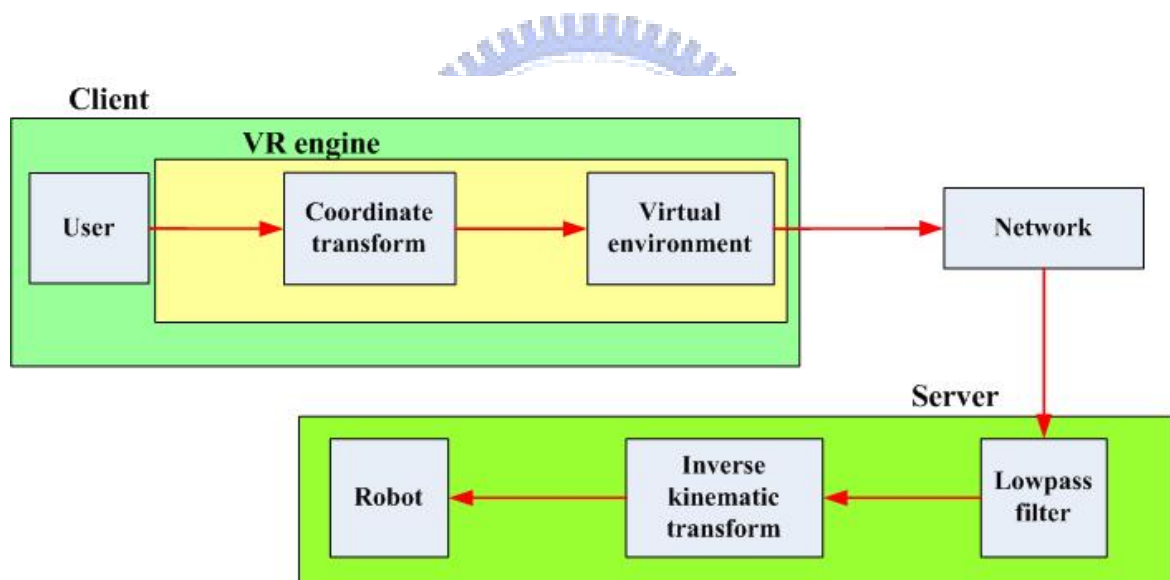 Client
VR engine
User
Coordinate
transform
Virtual
environment
Network
Server
Robot
Inverse
kinematic
transform
Lowpass
filter